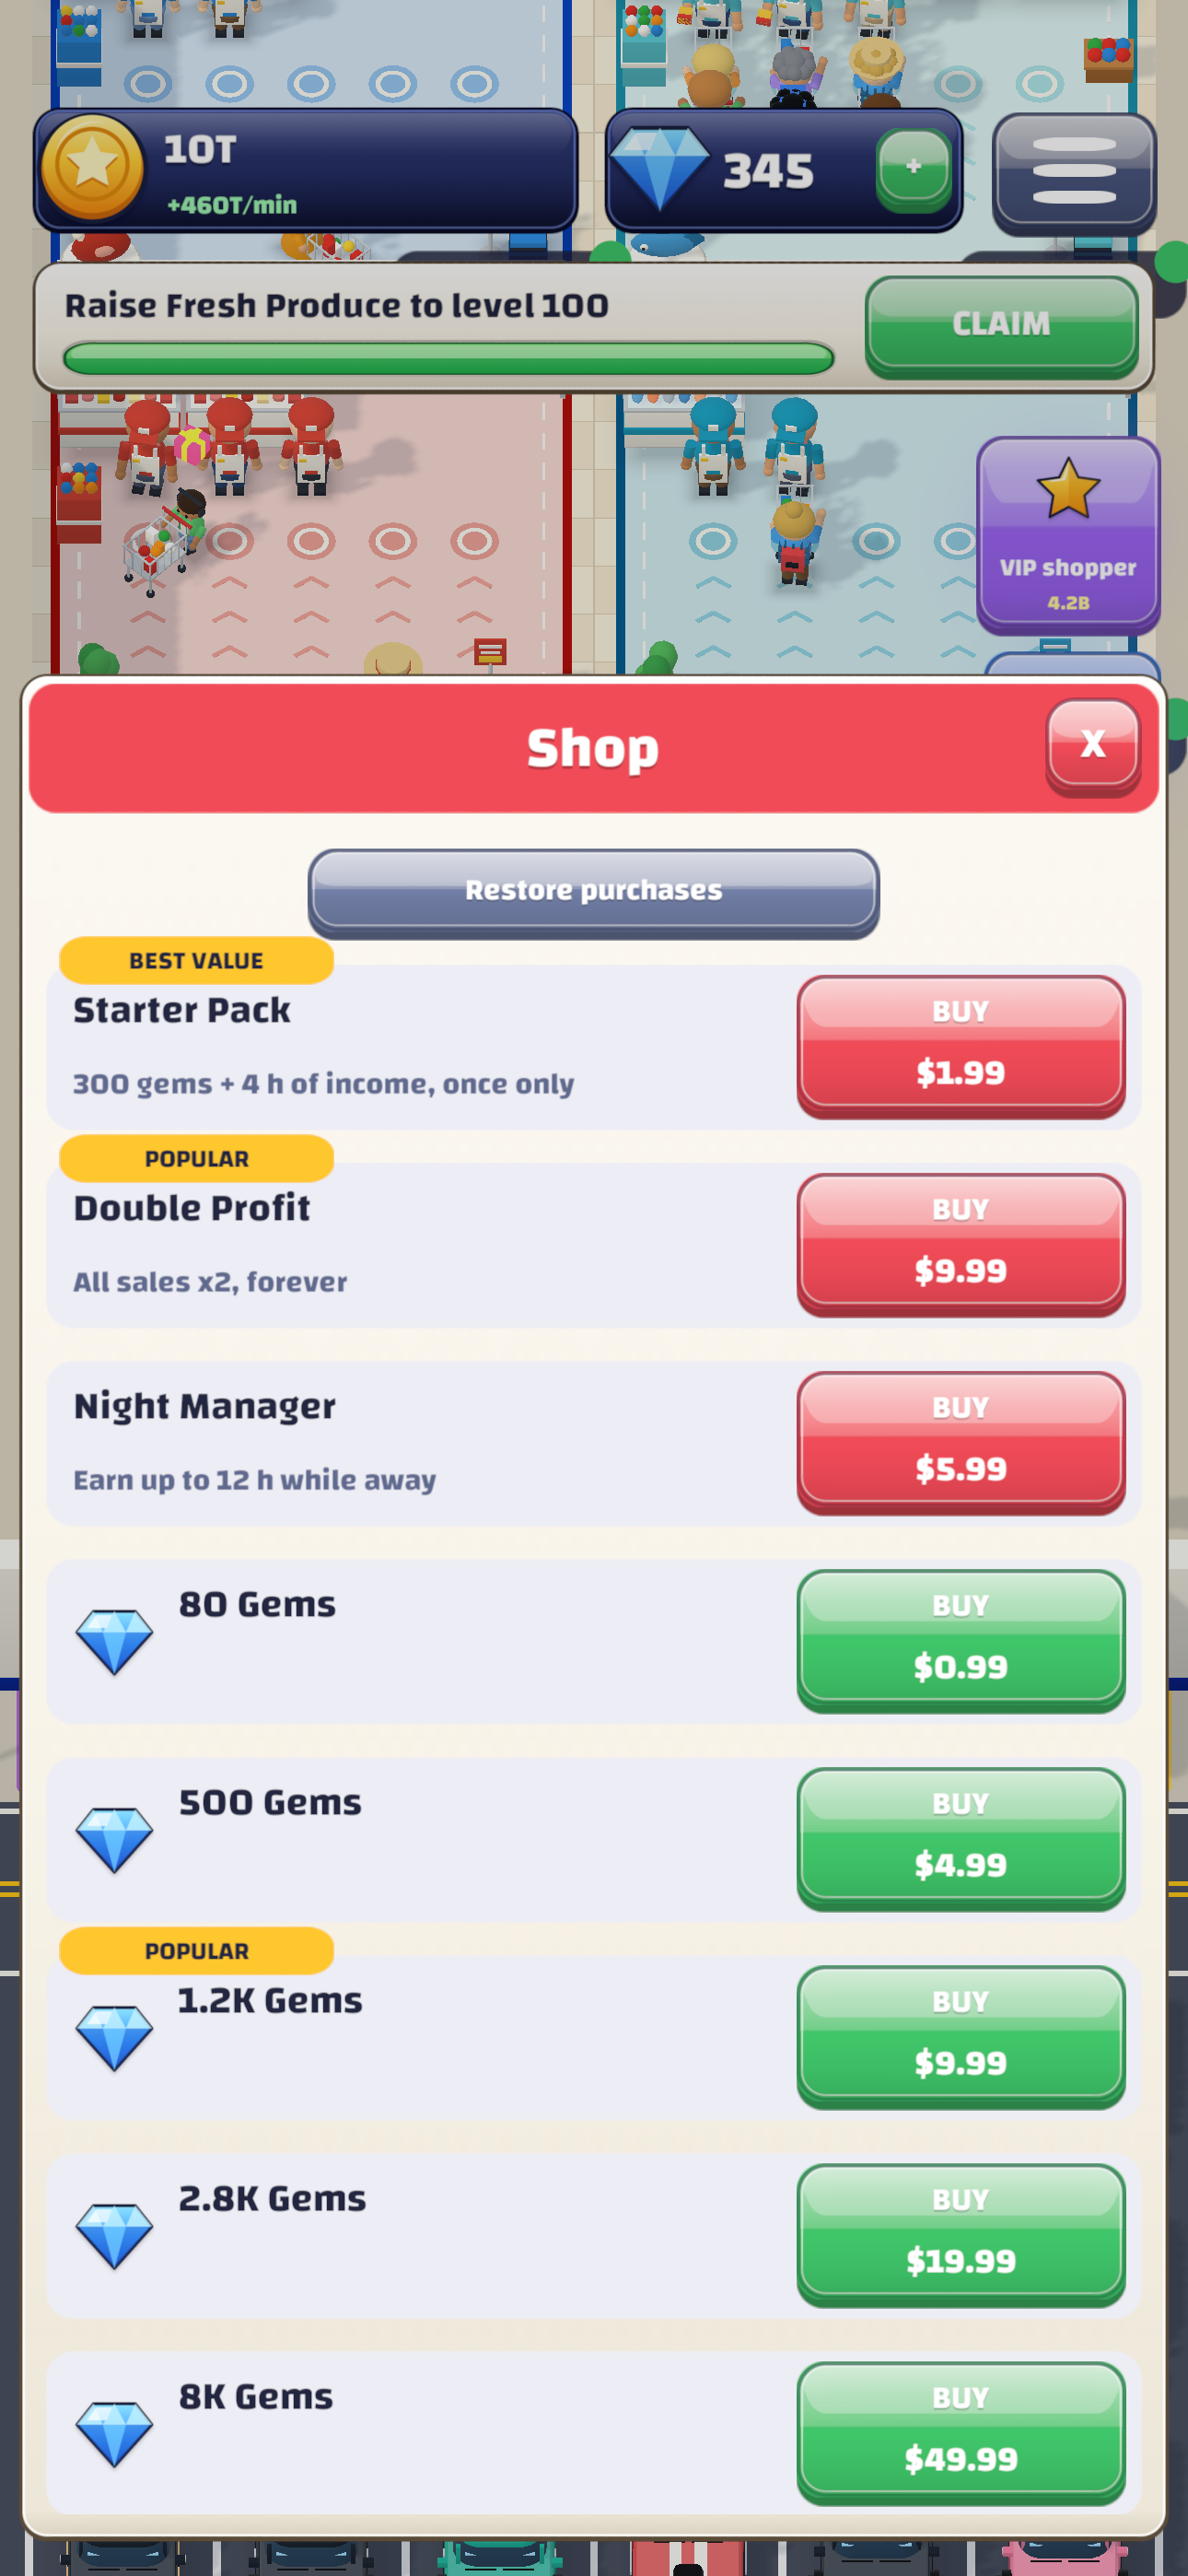 10T
+460T/min
345
+
Raise Fresh Produce to level 100
CLAIM
VIP shopper
4.2B
Shop
X
Restore purchases
BEST VALUE
Starter Pack
300 gems + 4 h of income, once only
BUY
$1.99
POPULAR
Double Profit
All sales x2, forever
BUY
$9.99
Night Manager
Earn up to 12 h while away
BUY
$5.99
80 Gems
BUY
$0.99
500 Gems
BUY
$4.99
POPULAR
1.2K Gems
BUY
$9.99
2.8K Gems
BUY
$19.99
8K Gems
BUY
$49.99